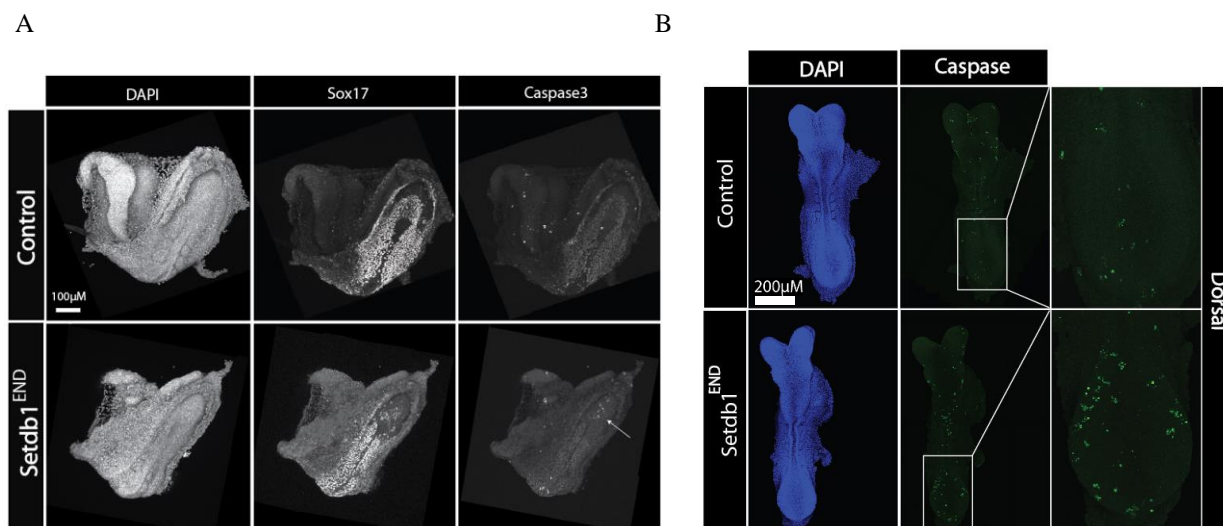 A
B
DAPI
Sox17
Caspase3
Control
100µM
Setdb1END
DAPI
Caspase
Control
200µM
Setdb1END
Dorsal